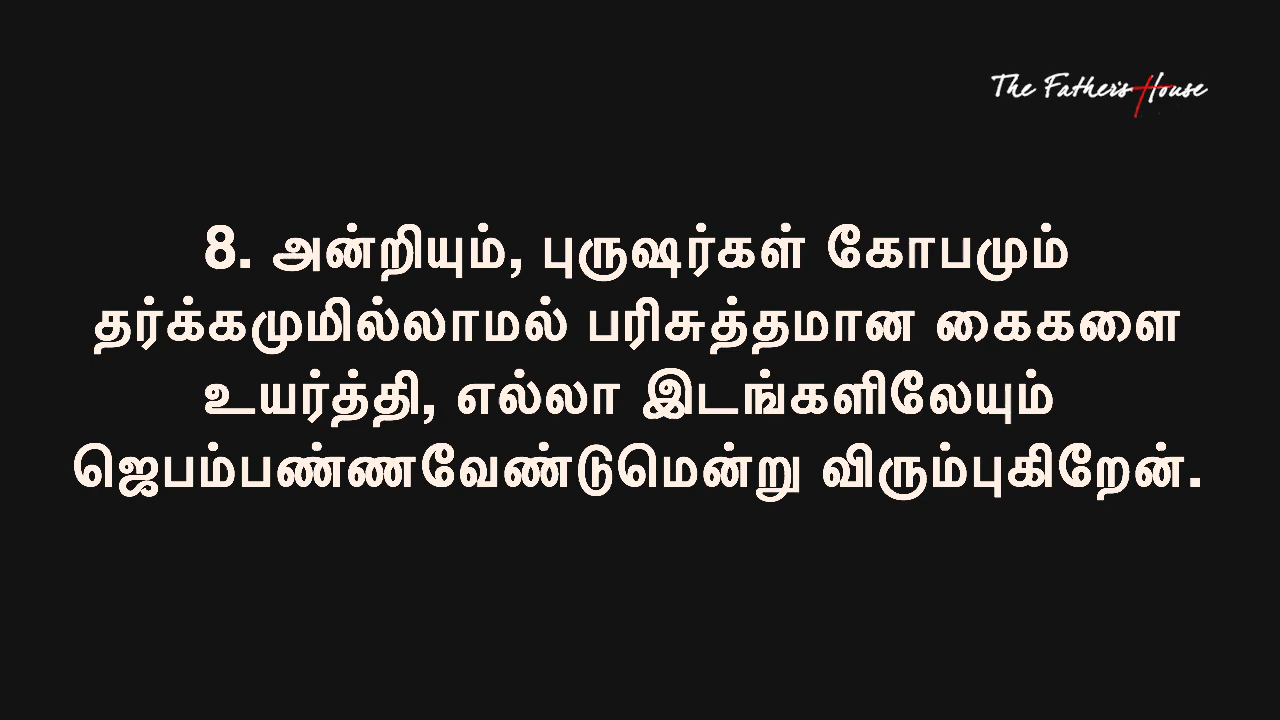 The Father's House
8. அன்றியும், புருஷர்கள் கோபமும்
தர்க்கமுமில்லாமல் பரிசுத்தமான கைகளை
உயர்த்தி, எல்லா இடங்களிலேயும்
ஜெபம்பண்ணவேண்டுமென்று விரும்புகிறேன்.